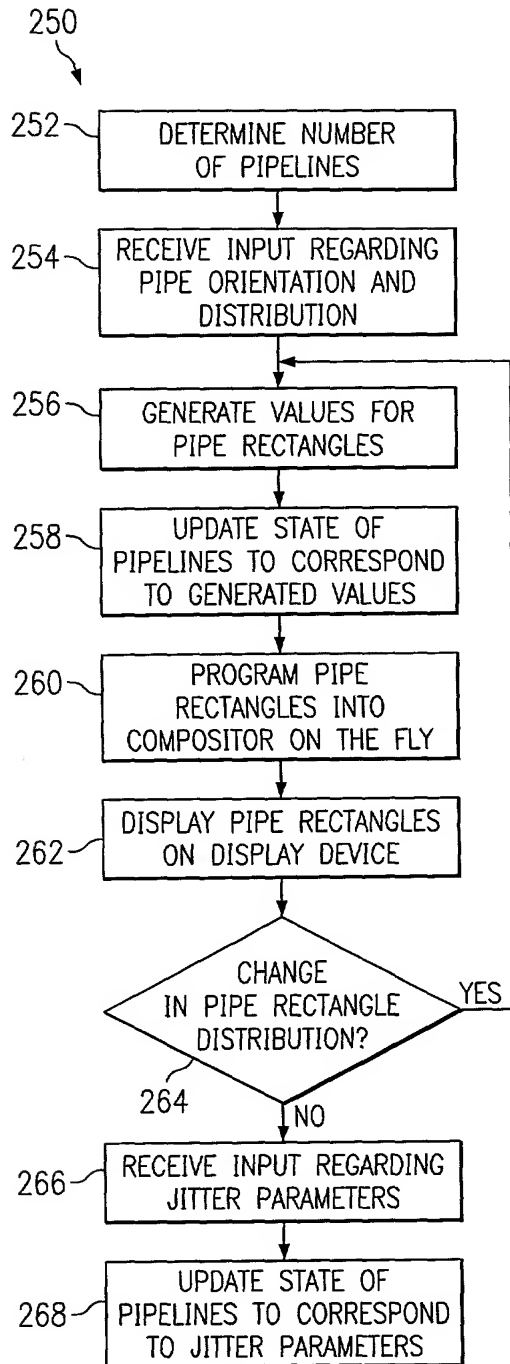 250
252
DETERMINE NUMBER
OF PIPELINES
254
RECEIVE INPUT REGARDING
PIPE ORIENTATION AND
DISTRIBUTION
256
GENERATE VALUES FOR
PIPE RECTANGLES
258
UPDATE STATE OF
PIPELINES TO CORRESPOND
TO GENERATED VALUES
260
PROGRAM PIPE
RECTANGLES INTO
COMPOSITOR ON THE FLY
262
DISPLAY PIPE RECTANGLES
ON DISPLAY DEVICE
CHANGE
IN PIPE RECTANGLE
DISTRIBUTION?
YES
264
NO
266
RECEIVE INPUT REGARDING
JITTER PARAMETERS
268
UPDATE STATE OF
PIPELINES TO CORRESPOND
TO JITTER PARAMETERS